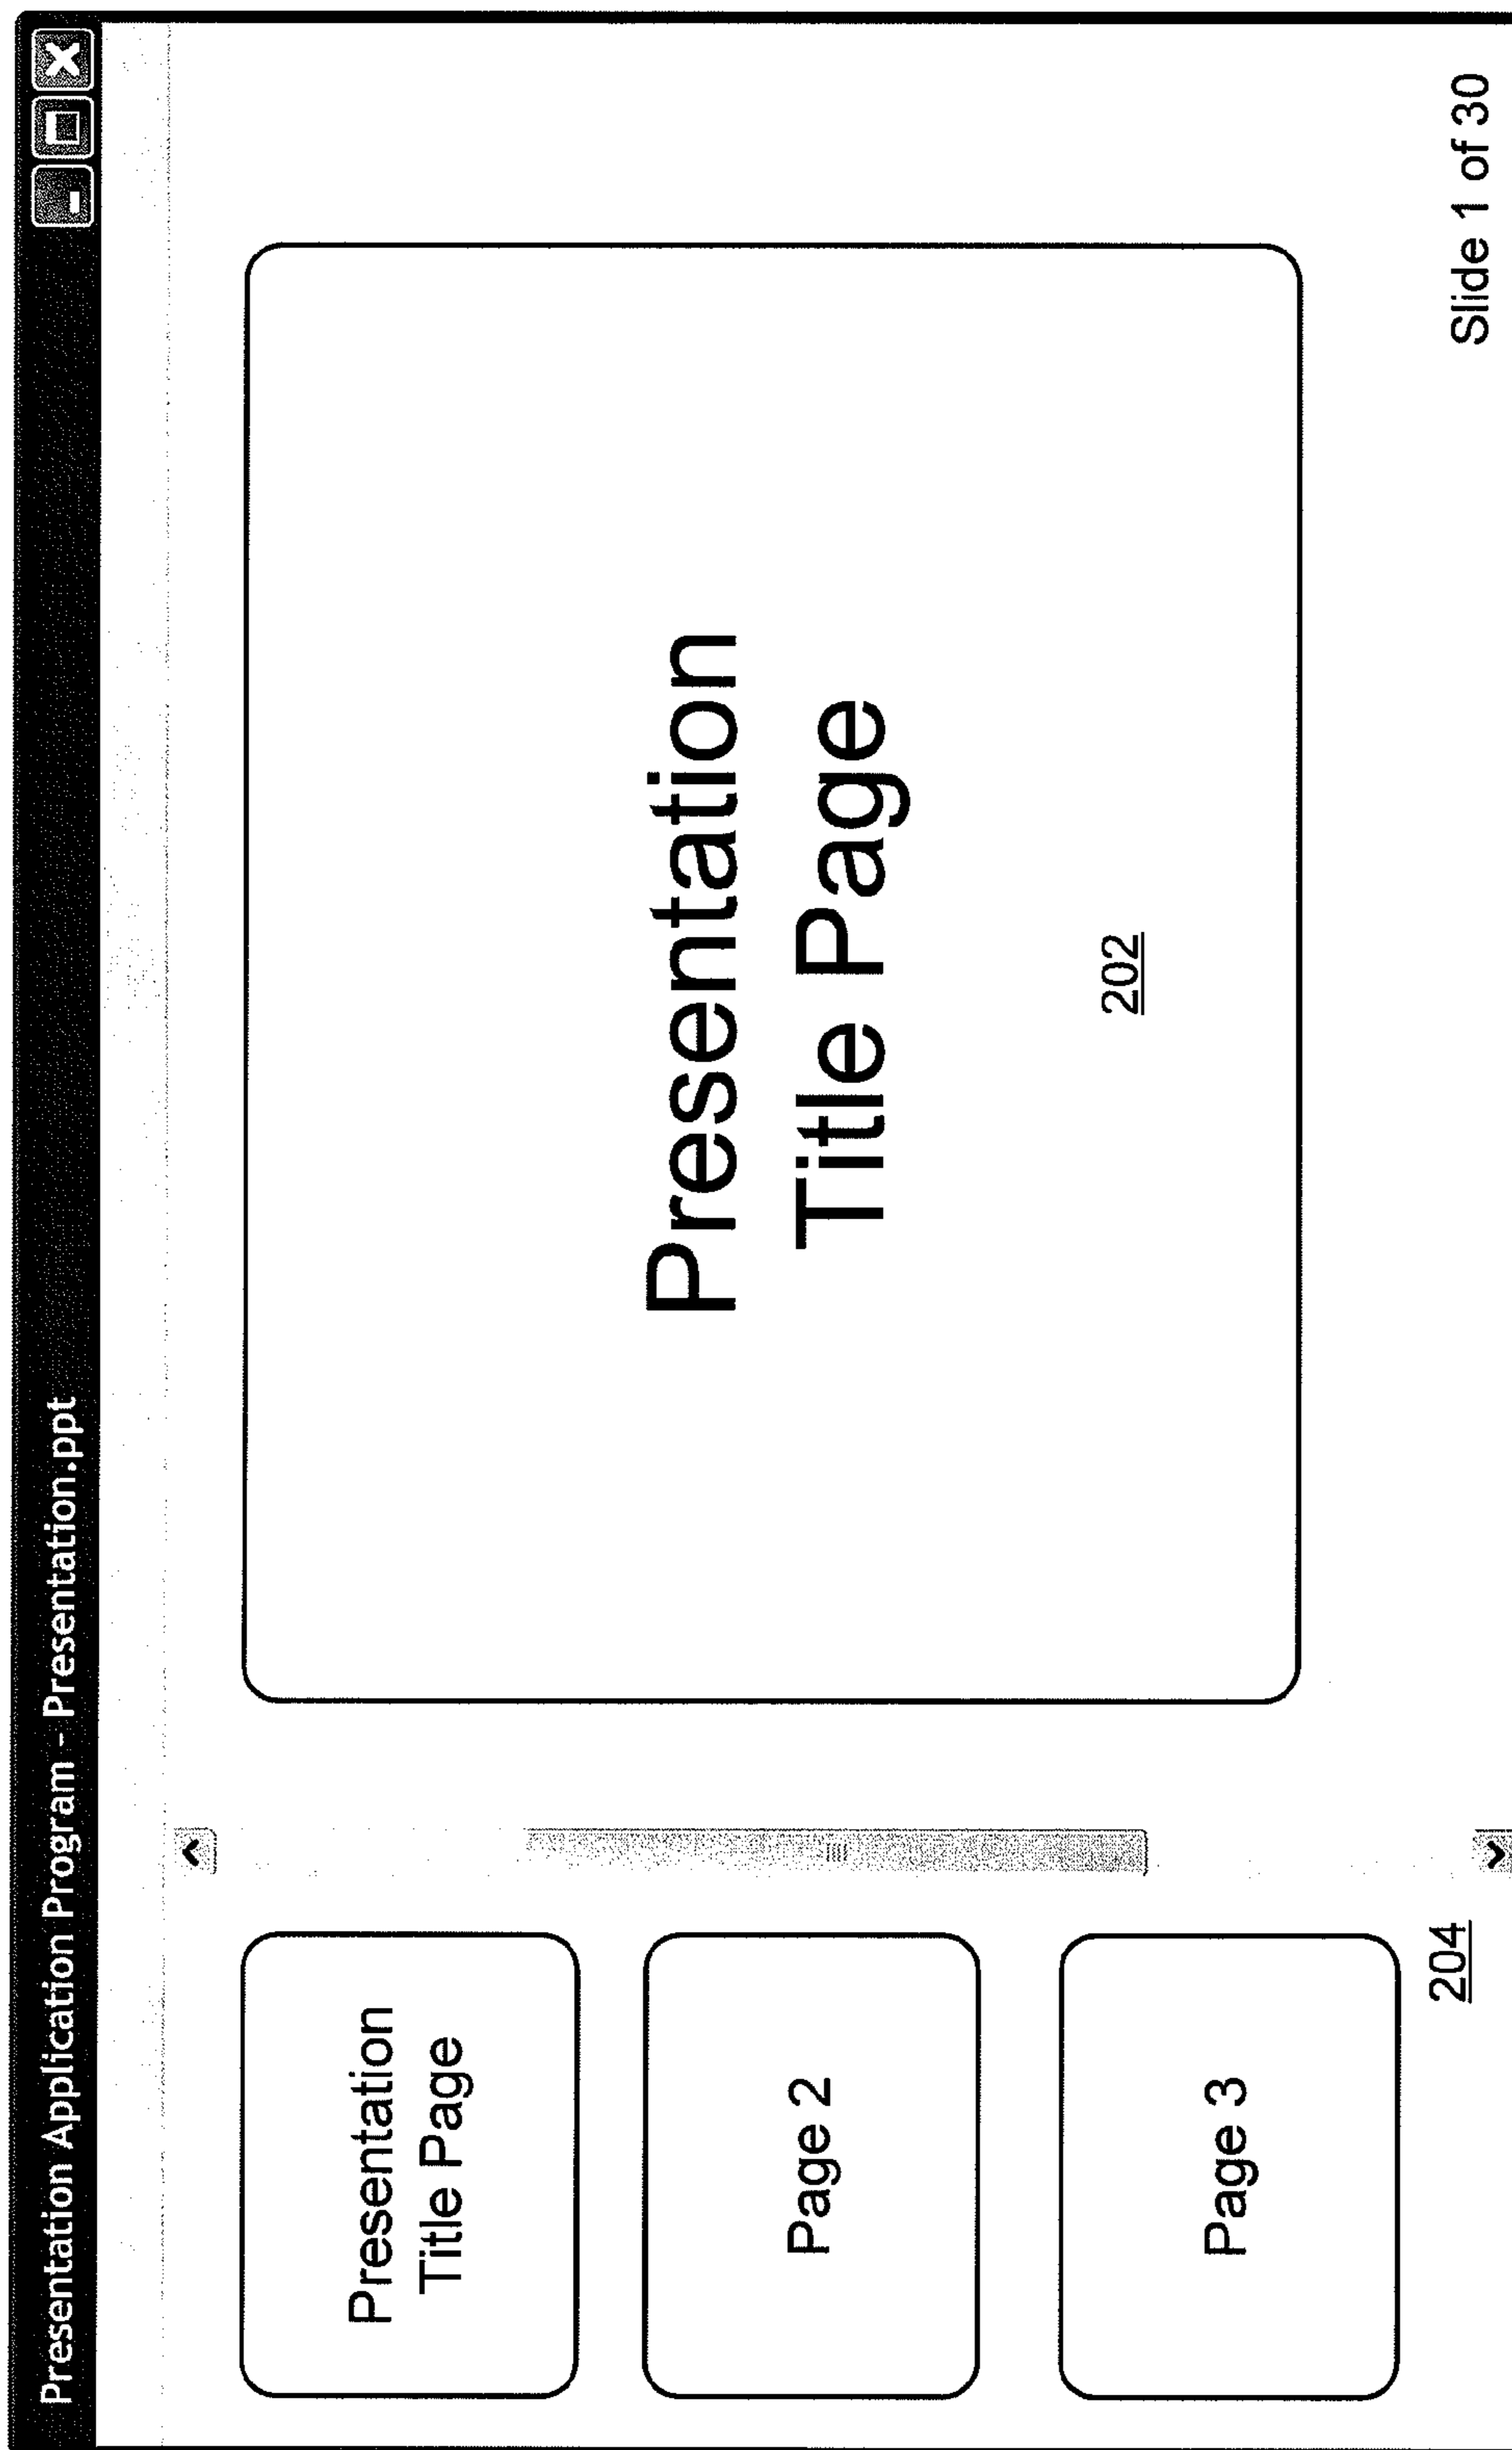 Presentation Application Program - Presentation.ppt
Presentation
Title Page
Page 2
Page 3
204
Presentation
Title Page
202
Slide 1 of 30